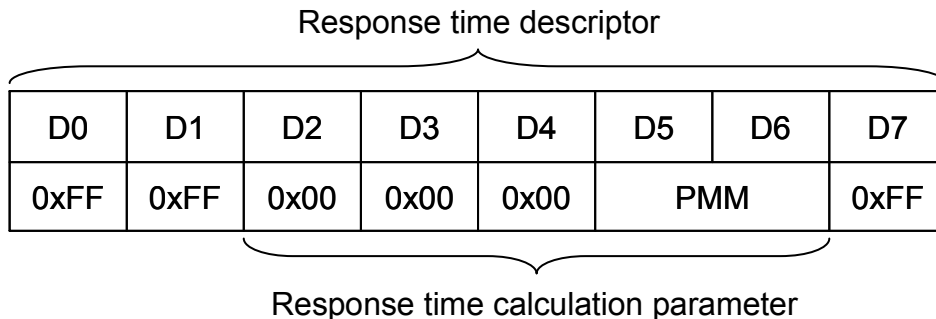 Response time descriptor
D0 D1 D2 D3 D4 D5 D6 D7
0xFF 0xFF 0x00 0x00 0x00 PMM 0xFF
Response time calculation parameter